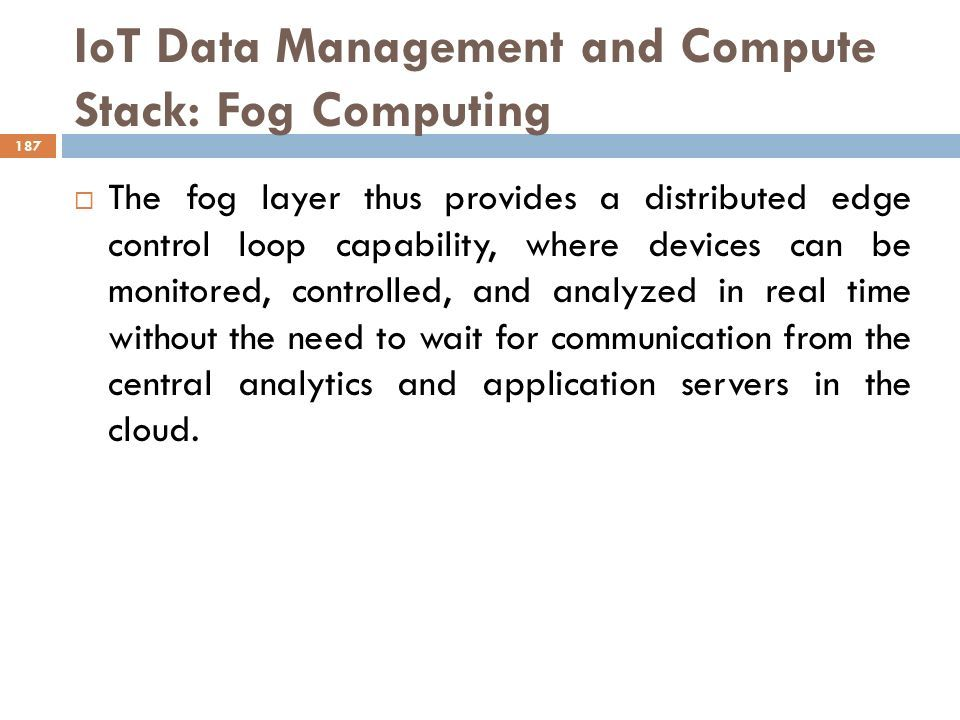 IoT Data Management and Compute
Stack: Fog Computing
187
The fog layer thus provides a distributed edge
control loop capability, where devices can be
monitored, controlled, and analyzed in real time
without the need to wait for communication from the
central analytics and application servers in the
cloud.